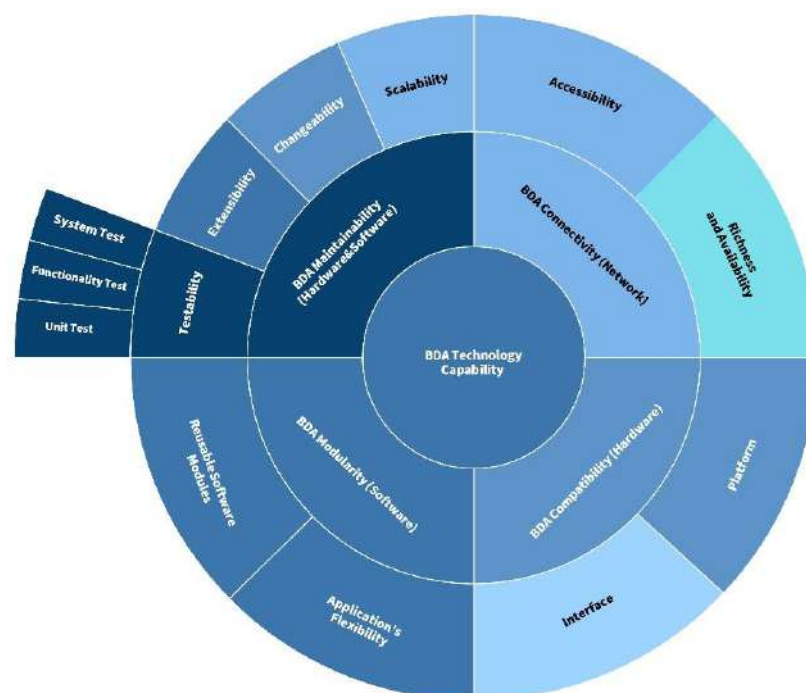 Scalability
Accessibility
Changeability
Extensibility
BDA Maintainability
(Hardware&Software)
BDA Connectivity (Network)
Richness
and Availability
System Test
Functionality Test
Unit Test
Testability
BDA Technology
Capability
Reusable Software
Modules
BDA Modularity (Software)
BDA Compatibility (Hardware)
Platform
Application's
Flexibility
Interface